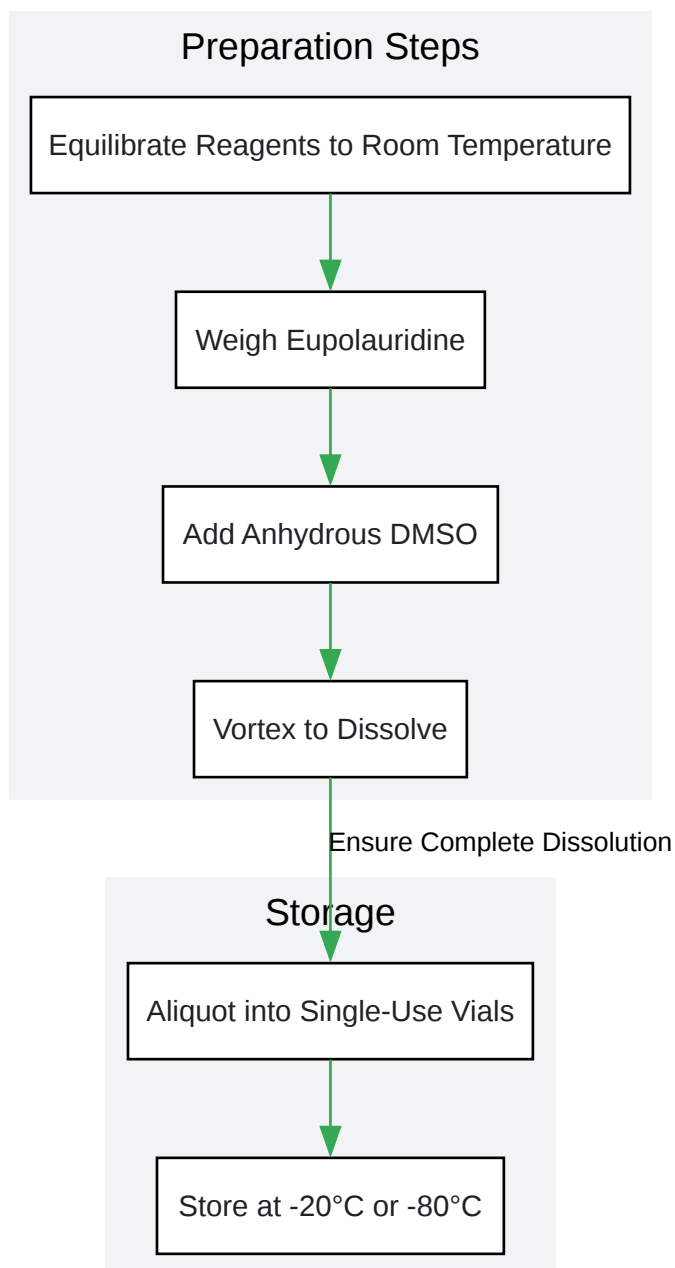 Preparation Steps
Equilibrate Reagents to Room Temperature
Weigh Eupolauridine
Add Anhydrous DMSO
Vortex to Dissolve
Ensure Complete Dissolution
Storage
Aliquot into Single-Use Vials
Store at -20°C or -80°C